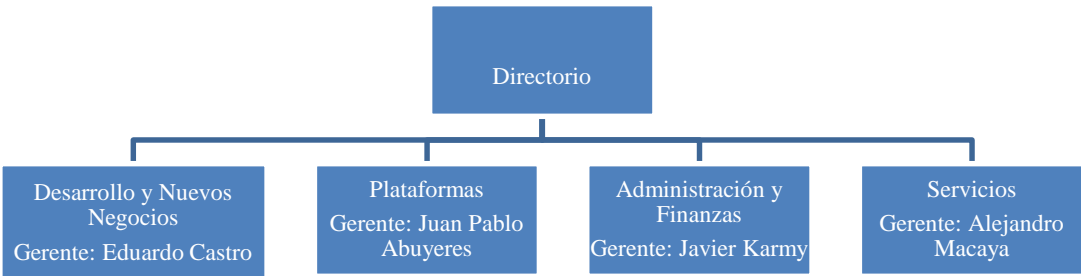 Directorio
Desarrollo y Nuevos
Negocios
Gerente: Eduardo Castro
Plataformas
Gerente: Juan Pablo
Abuyeres
Administración y
Finanzas
Gerente: Javier Karmy
Servicios
Gerente: Alejandro
Macaya